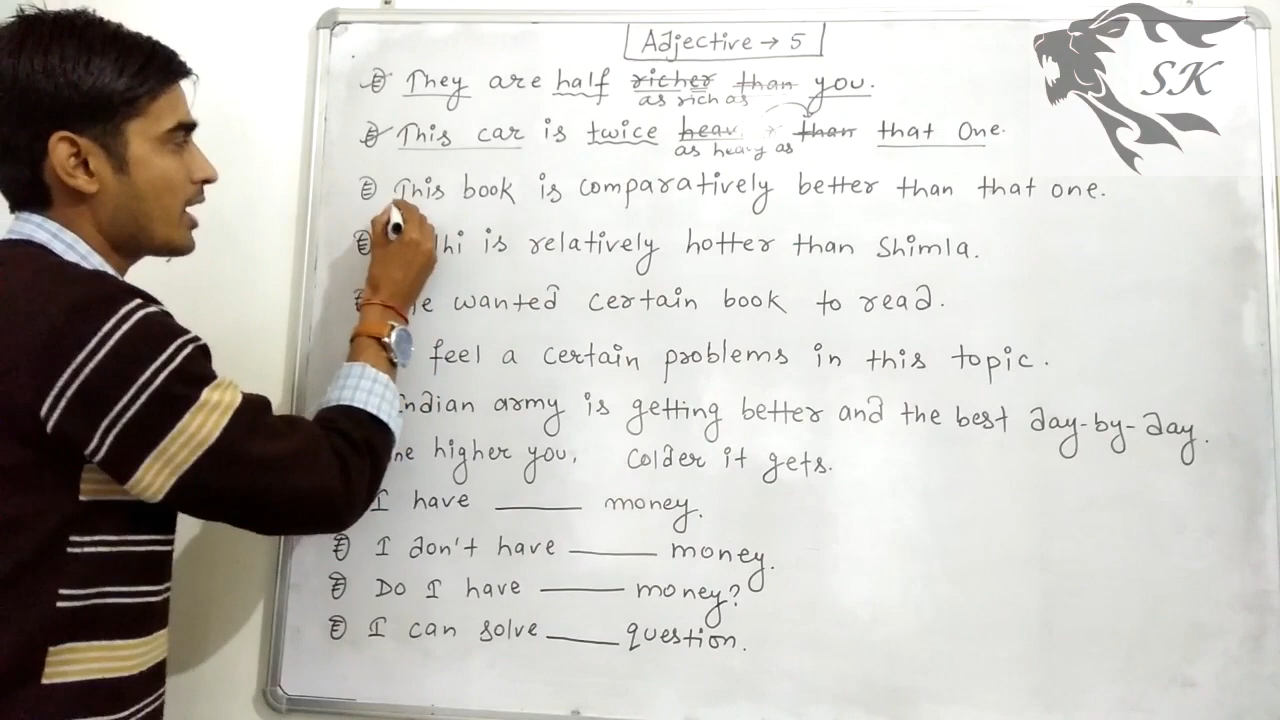 Adjective → 5
SK
They are half richer than you.
as rich as
This car is twice than that one.
as heavy as
This book is comparatively better than that one.
is relatively hotter than Shimla.
wanted certain book to read.
feel a certain problems in this topic.
Indian army is getting better and the best day-by-day.
higher you, colder it gets.
I have ______ money.
I don't have ______ money.
Do I have ______ money?
I can solve ______ question.